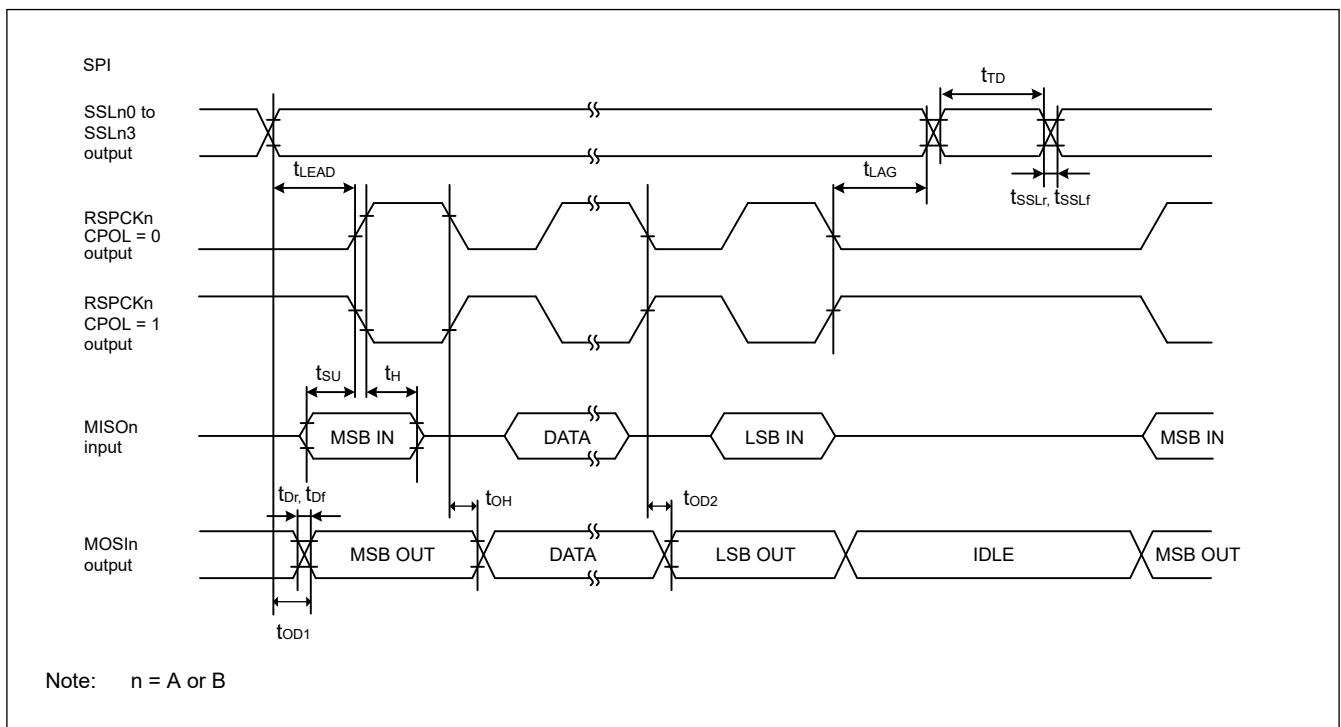 SPI
SSLn0 to
SSLn3
output
tTD
tLEAD
tLAG
tSSLr, tSSLf
RSPCKn
CPOL = 0
output
RSPCKn
CPOL = 1
output
tSU
tH
MISOn
input
MSB IN
DATA
LSB IN
MSB IN
tDr, tDf
tOH
tOD2
MOSIn
output
MSB OUT
DATA
LSB OUT
IDLE
MSB OUT
tOD1
Note: n = A or B